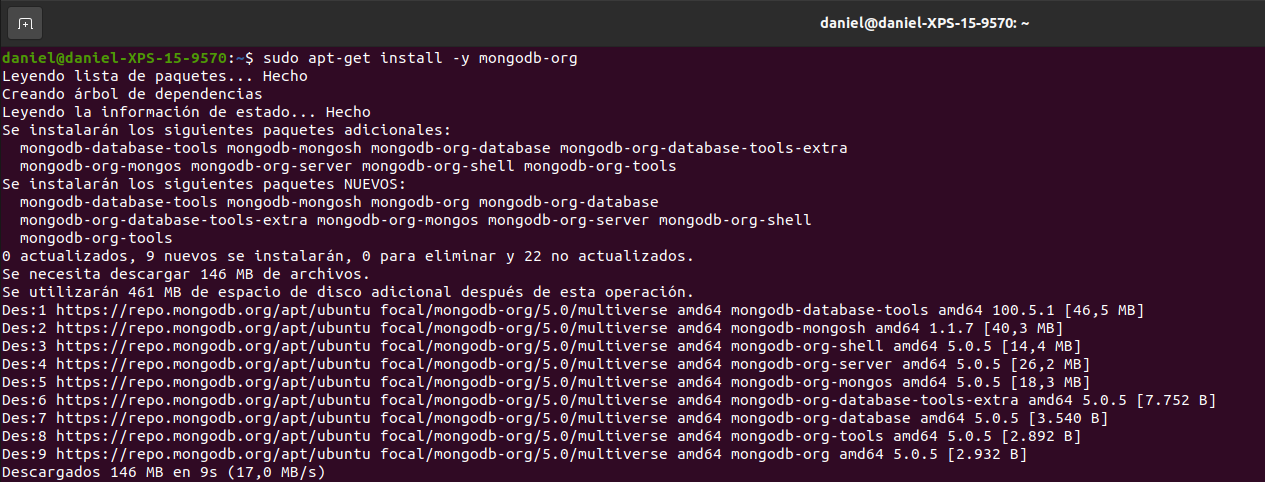 daniel@daniel-XPS-15-9570: ~
daniel@daniel-XPS-15-9570:~$ sudo apt-get install -y mongodb-org
Leyendo lista de paquetes... Hecho
Creando árbol de dependencias
Leyendo la información de estado... Hecho
Se instalarán los siguientes paquetes adicionales:
  mongodb-database-tools mongodb-mongosh mongodb-org-database mongodb-org-database-tools-extra
  mongodb-org-mongos mongodb-org-server mongodb-org-shell mongodb-org-tools
Se instalarán los siguientes paquetes NUEVOS:
  mongodb-database-tools mongodb-mongosh mongodb-org mongodb-org-database
  mongodb-org-database-tools-extra mongodb-org-mongos mongodb-org-server mongodb-org-shell
  mongodb-org-tools
0 actualizados, 9 nuevos se instalarán, 0 para eliminar y 22 no actualizados.
Se necesita descargar 146 MB de archivos.
Se utilizarán 461 MB de espacio de disco adicional después de esta operación.
Des:1 https://repo.mongodb.org/apt/ubuntu focal/mongodb-org/5.0/multiverse amd64 mongodb-database-tools amd64 100.5.1 [46,5 MB]
Des:2 https://repo.mongodb.org/apt/ubuntu focal/mongodb-org/5.0/multiverse amd64 mongodb-mongosh amd64 1.1.7 [40,3 MB]
Des:3 https://repo.mongodb.org/apt/ubuntu focal/mongodb-org/5.0/multiverse amd64 mongodb-org-shell amd64 5.0.5 [14,4 MB]
Des:4 https://repo.mongodb.org/apt/ubuntu focal/mongodb-org/5.0/multiverse amd64 mongodb-org-server amd64 5.0.5 [26,2 MB]
Des:5 https://repo.mongodb.org/apt/ubuntu focal/mongodb-org/5.0/multiverse amd64 mongodb-org-mongos amd64 5.0.5 [18,3 MB]
Des:6 https://repo.mongodb.org/apt/ubuntu focal/mongodb-org/5.0/multiverse amd64 mongodb-org-database-tools-extra amd64 5.0.5 [7.752 B]
Des:7 https://repo.mongodb.org/apt/ubuntu focal/mongodb-org/5.0/multiverse amd64 mongodb-org-database amd64 5.0.5 [3.540 B]
Des:8 https://repo.mongodb.org/apt/ubuntu focal/mongodb-org/5.0/multiverse amd64 mongodb-org-tools amd64 5.0.5 [2.892 B]
Des:9 https://repo.mongodb.org/apt/ubuntu focal/mongodb-org/5.0/multiverse amd64 mongodb-org amd64 5.0.5 [2.932 B]
Descargados 146 MB en 9s (17,0 MB/s)